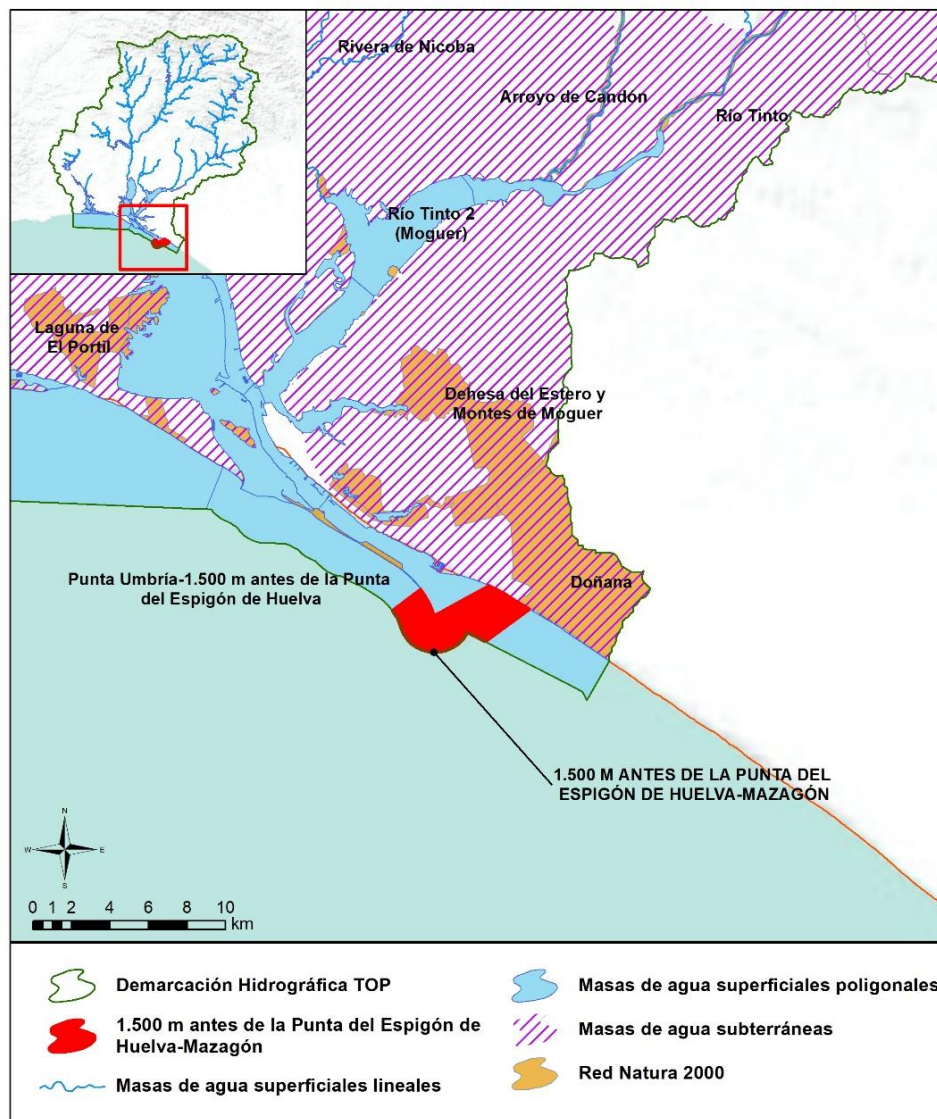 Rivera de Nicoba
Arroyo de Candón
Río Tinto
Río Tinto 2
(Moguer)
Laguna de
El Portil
Dehesa del Estero y
Montes de Moguer
Doñana
Punta Umbría-1.500 m antes de la Punta
del Espigón de Huelva
1.500 M ANTES DE LA PUNTA DEL
ESPIGÓN DE HUELVA-MAZAGÓN
N
W E
S
0 1 2 4 6 8 10
km
Demarcación Hidrográfica TOP
1.500 m antes de la Punta del Espigón de
Huelva-Mazagón
Masas de agua superficiales lineales
Masas de agua superficiales poligonales
Masas de agua subterráneas
Red Natura 2000